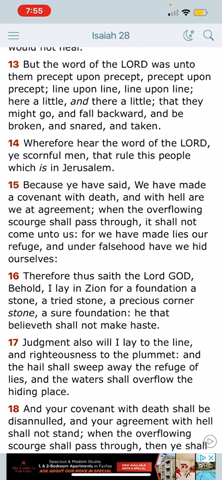 7:55
Isaiah 28
would not hear.
13 But the word of the LORD was unto
them precept upon precept, precept upon
precept; line upon line, line upon line;
here a little, and there a little; that they
might go, and fall backward, and be
broken, and snared, and taken.
14 Wherefore hear the word of the LORD,
ye scornful men, that rule this people
which is in Jerusalem.
15 Because ye have said, We have made
a covenant with death, and with hell are
we at agreement; when the overflowing
scourge shall pass through, it shall not
come unto us: for we have made lies our
refuge, and under falsehood have we hid
ourselves:
16 Therefore thus saith the Lord GOD,
Behold, I lay in Zion for a foundation a
stone, a tried stone, a precious corner
stone, a sure foundation: he that
believeth shall not make haste.
17 Judgment also will I lay to the line,
and righteousness to the plummet: and
the hail shall sweep away the refuge of
lies, and the waters shall overflow the
hiding place.
18 And your covenant with death shall be
disannulled, and your agreement with hell
shall not stand; when the overflowing
scourge shall pass through, then ye shall
Spacious & Modern Studio,
1, & 2-Bedroom Apartments in Fairfax
ASK ABOUT OUR MOVE-IN SPECIAL!